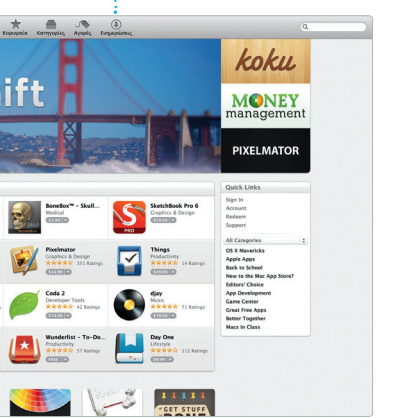 Κορυφαία Κατηγορίες Αγορές Ενημερώσεις
ift
koku
MONEY
management
PIXELMATOR
BoneBox™ – Skull...
Medical
SketchBook Pro 6
Graphics & Design
PRO
Pixelmator
Graphics & Design
151 Ratings
Things
Productivity
14 Ratings
Coda 2
Developer Tools
42 Ratings
djay
Music
71 Ratings
Wunderlist – To-Do...
Productivity
57 Ratings
FREE
Day One
Lifestyle
112 Ratings
Quick Links
Sign In
Account
Redeem
Support
All Categories
OS X Mavericks
Apple Apps
Back to School
New to the Mac App Store?
Editors' Choice
App Development
Game Center
Great Free Apps
Better Together
Macs In Class
GET STUFF
DONE